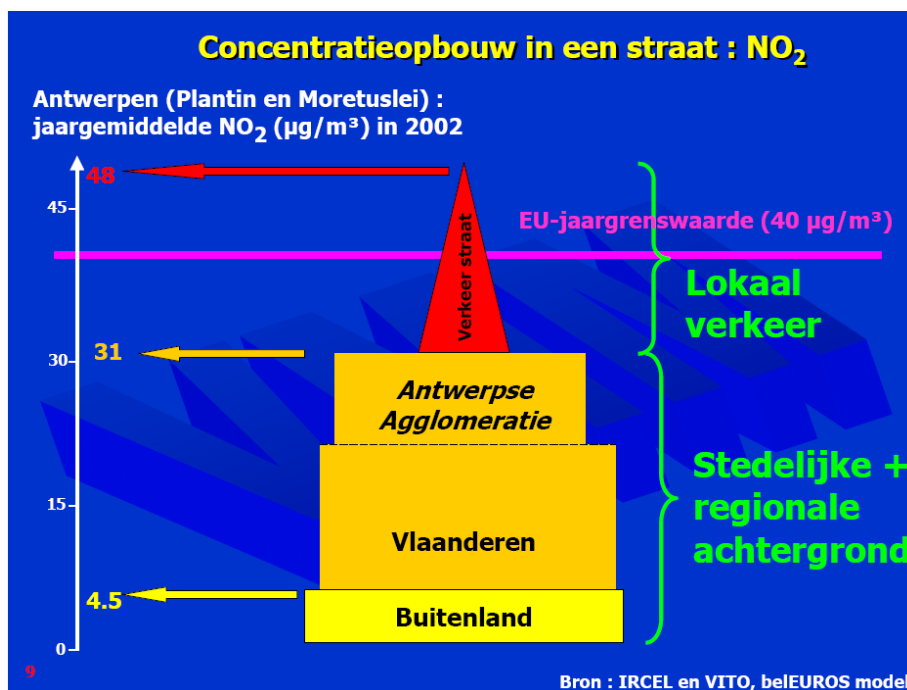 Concentratieopbouw in een straat : NO₂
Antwerpen (Plantin en Moretuslei) :
jaargemiddelde NO₂ (µg/m³) in 2002
48
45
EU-jaargrenswaarde (40 µg/m³)
Verkeer straat
Lokaal
verkeer
31
30
Antwerpse
Agglomeratie
Stedelijke +
regionale
achtergrond
15
Vlaanderen
4.5
Buitenland
0
9
Bron : IRCEL en VITO, belEUROS model